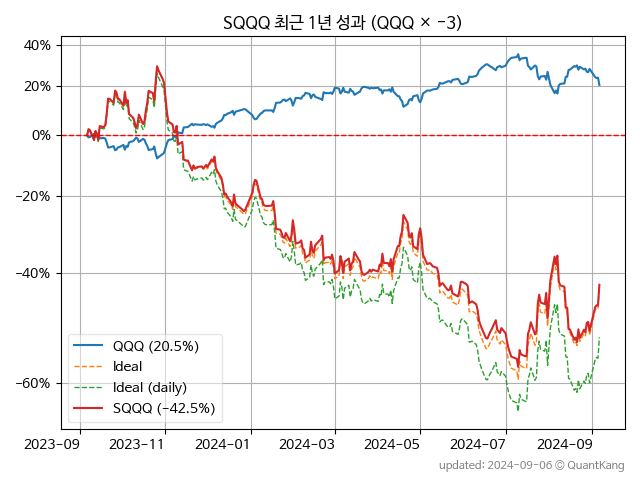 SQQQ 최근 1년 성과 (QQQ × −3)
40%
20%
0%
−20%
−40%
−60%
QQQ (20.5%)
Ideal
Ideal (daily)
SQQQ (−42.5%)
2023-09
2023-11
2024-01
2024-03
2024-05
2024-07
2024-09
updated: 2024-09-06 © QuantKang